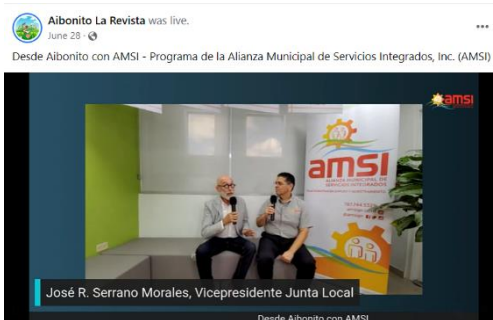 Aibonito La Revista was live.
June 28
Desde Aibonito con AMSI - Programa de la Alianza Municipal de Servicios Integrados, Inc. (AMSI)
amsi
amsi
ALIANZA MUNICIPAL DE
SERVICIOS INTEGRADOS
José R. Serrano Morales, Vicepresidente Junta Local
Desde Aibonito con AMSI